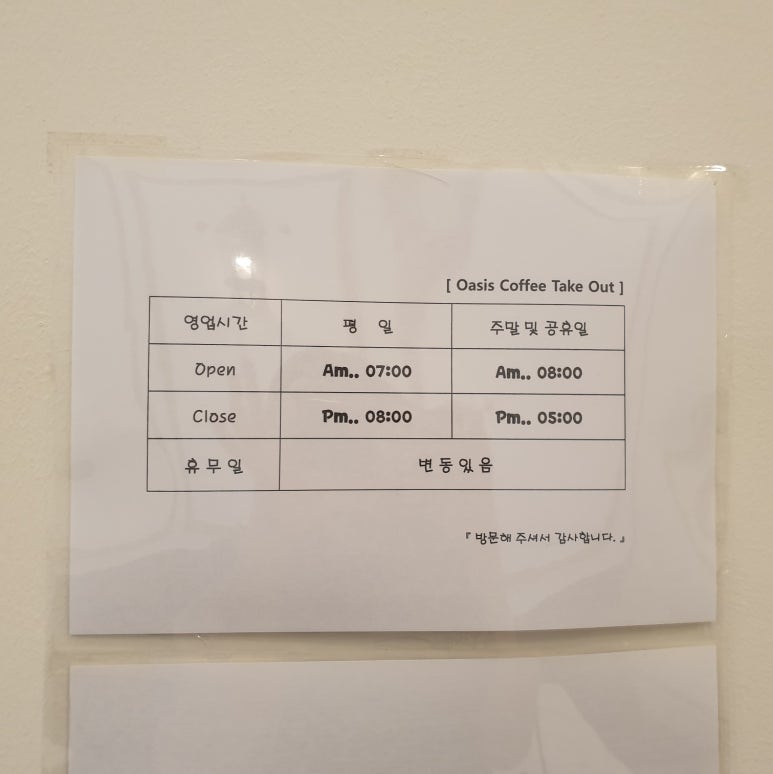 [ Oasis Coffee Take Out ]
영업시간 평 일 주말 및 공휴일
Open Am.. 07:00 Am.. 08:00
Close Pm.. 08:00 Pm.. 05:00
휴 무 일 변 동 있 음
『 방문해 주셔서 감사합니다. 』